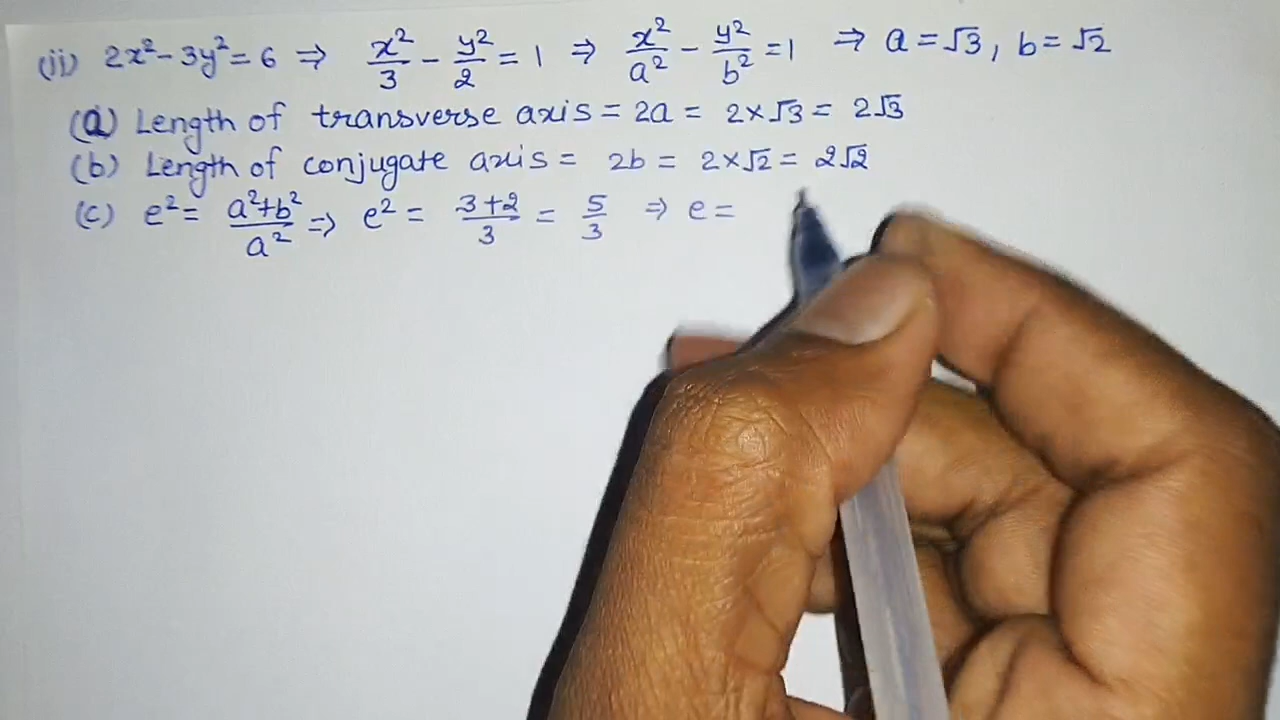 (ii) 2x² - 3y² = 6 ⇒ x²/3 - y²/2 = 1 ⇒ x²/a² - y²/b² = 1 ⇒ a = √3, b = √2
(a) Length of transverse axis = 2a = 2×√3 = 2√3
(b) Length of conjugate axis = 2b = 2×√2 = 2√2
(c) e² = a²+b²/a² ⇒ e² = 3+2/3 = 5/3 ⇒ e =